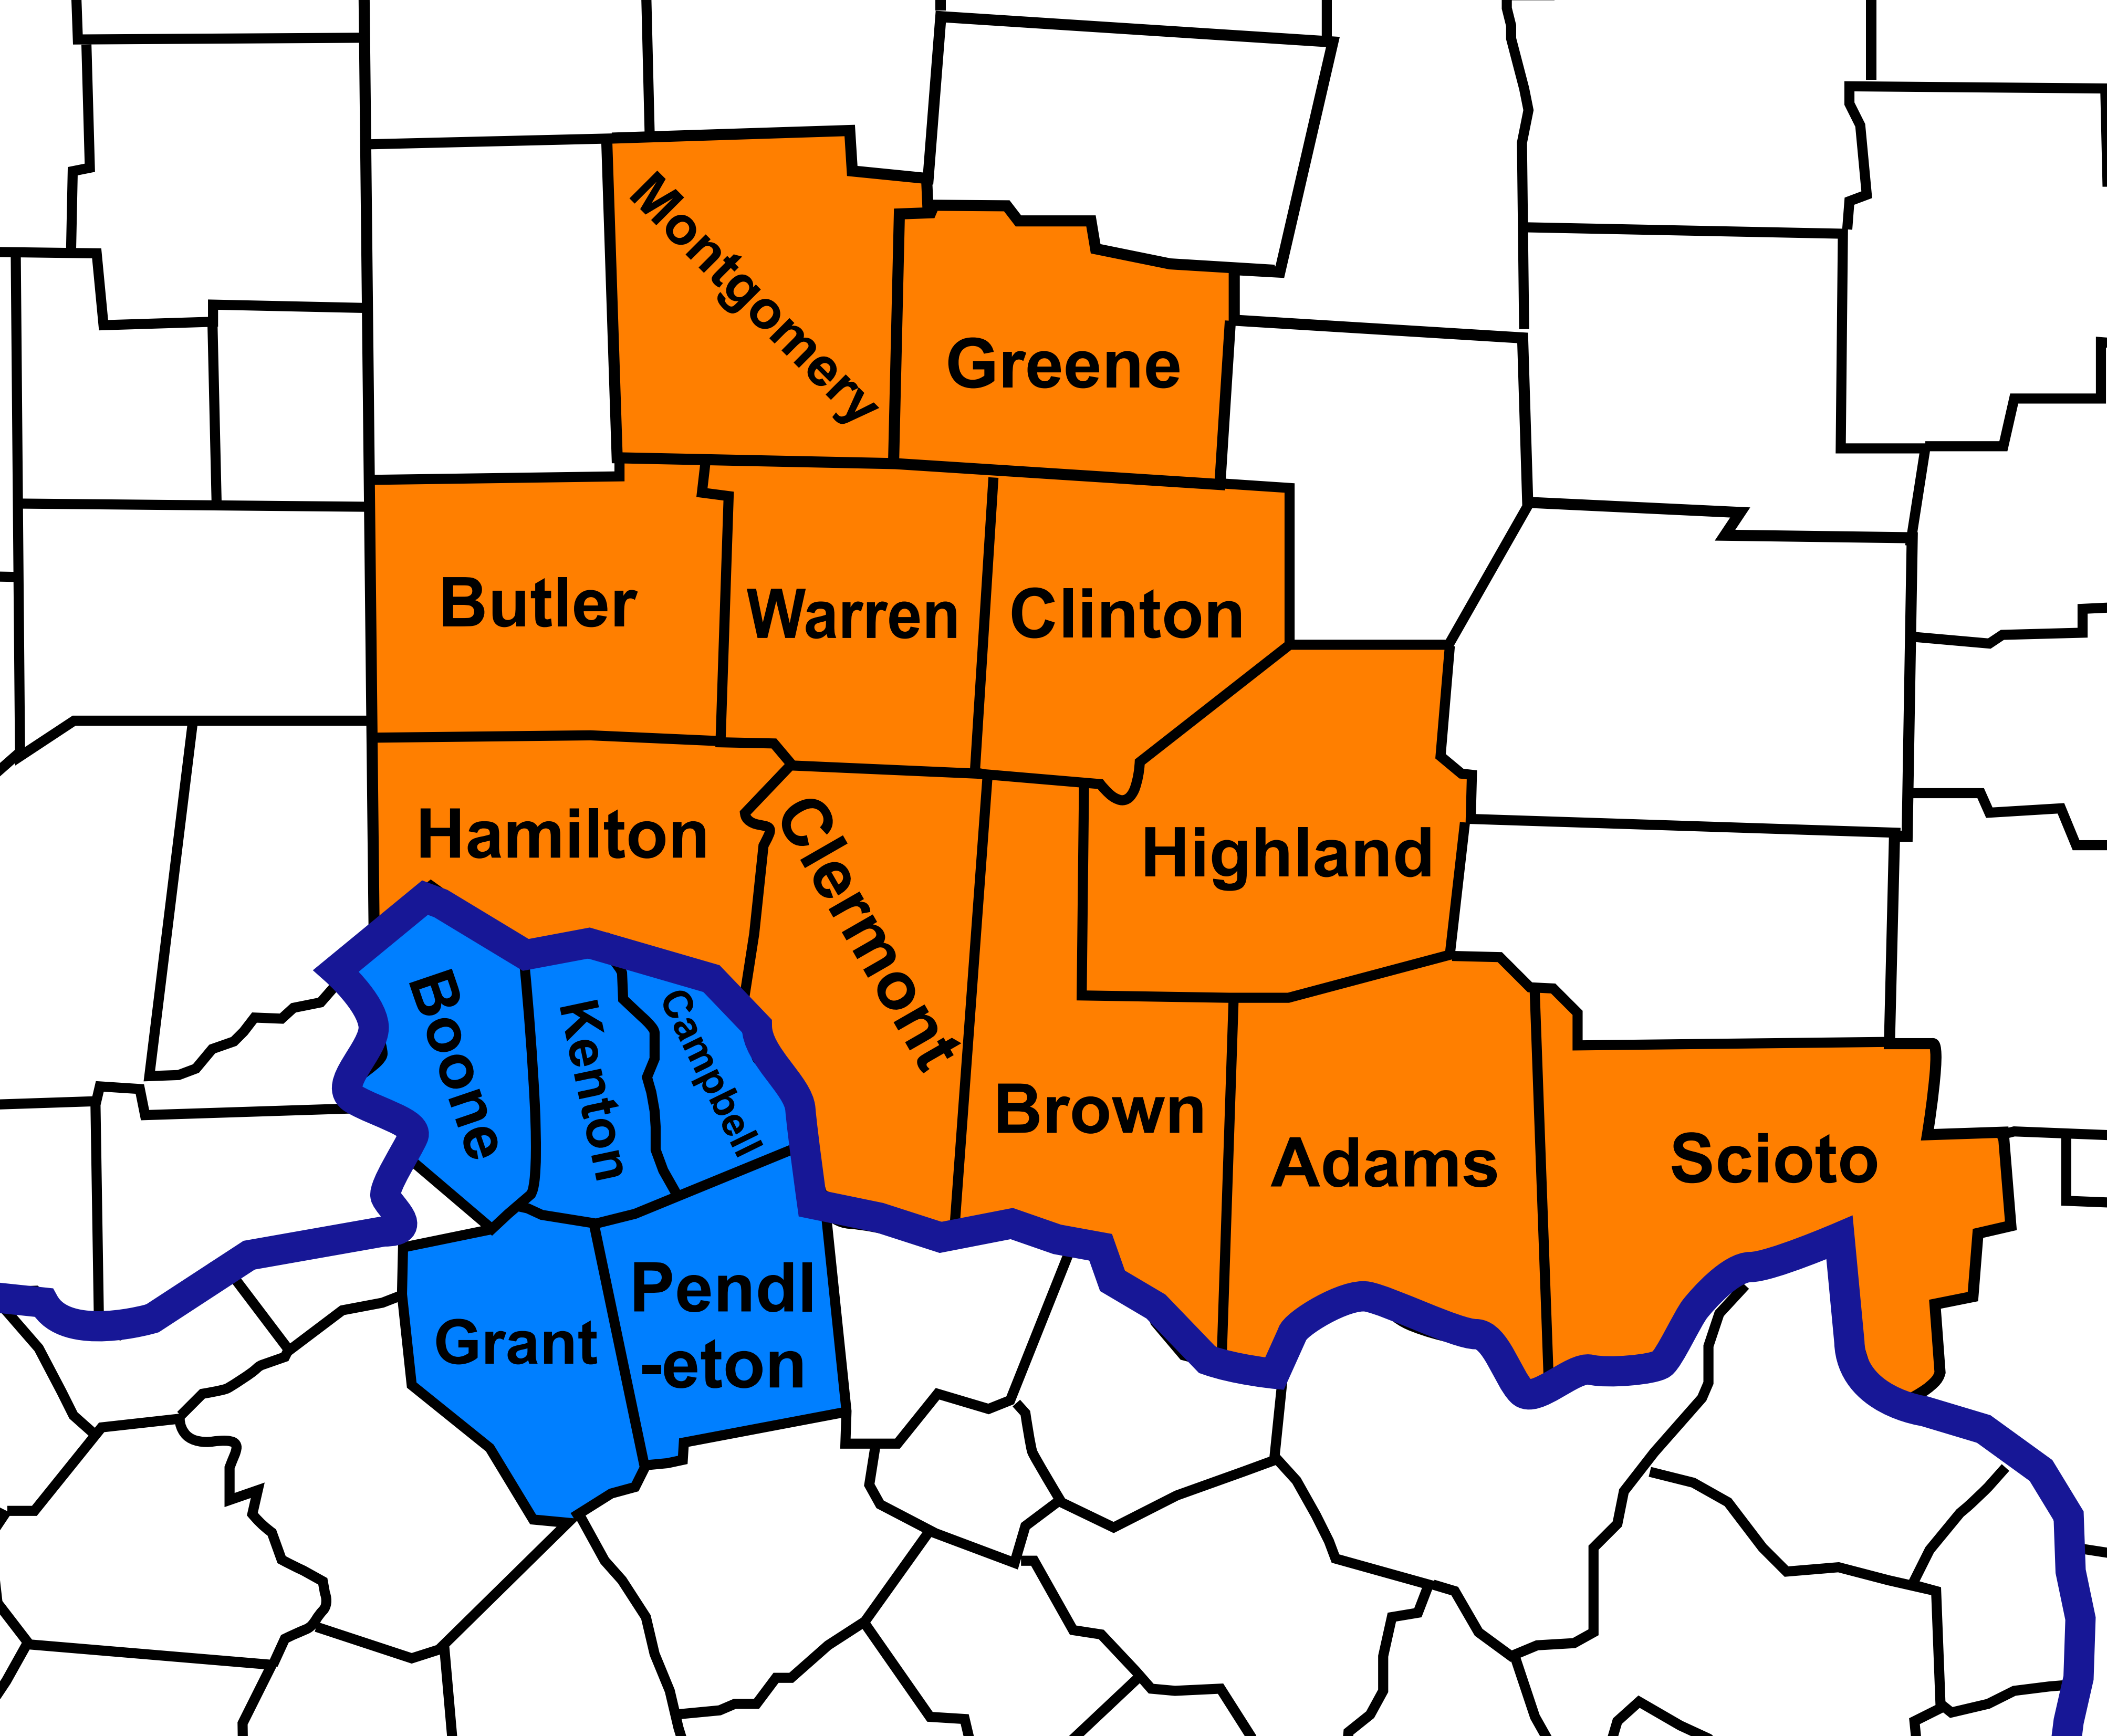 Montgomery
Greene
Butler
Warren
Clinton
Hamilton
Clermont
Highland
Boone
Kenton
Campbell
Brown
Adams
Scioto
Grant
Pendl
-eton